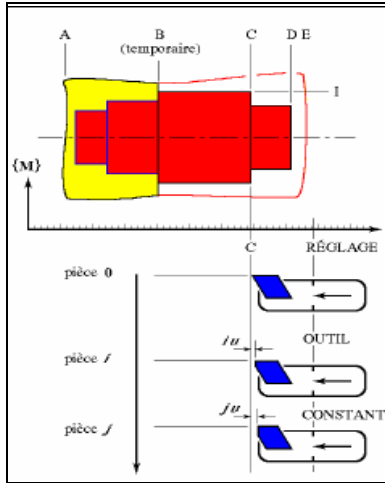 A B C D E
(temporaire)
I
{M}
C RÉGLAGE
pièce 0
iu OUTIL
pièce i
ju CONSTANT
pièce j